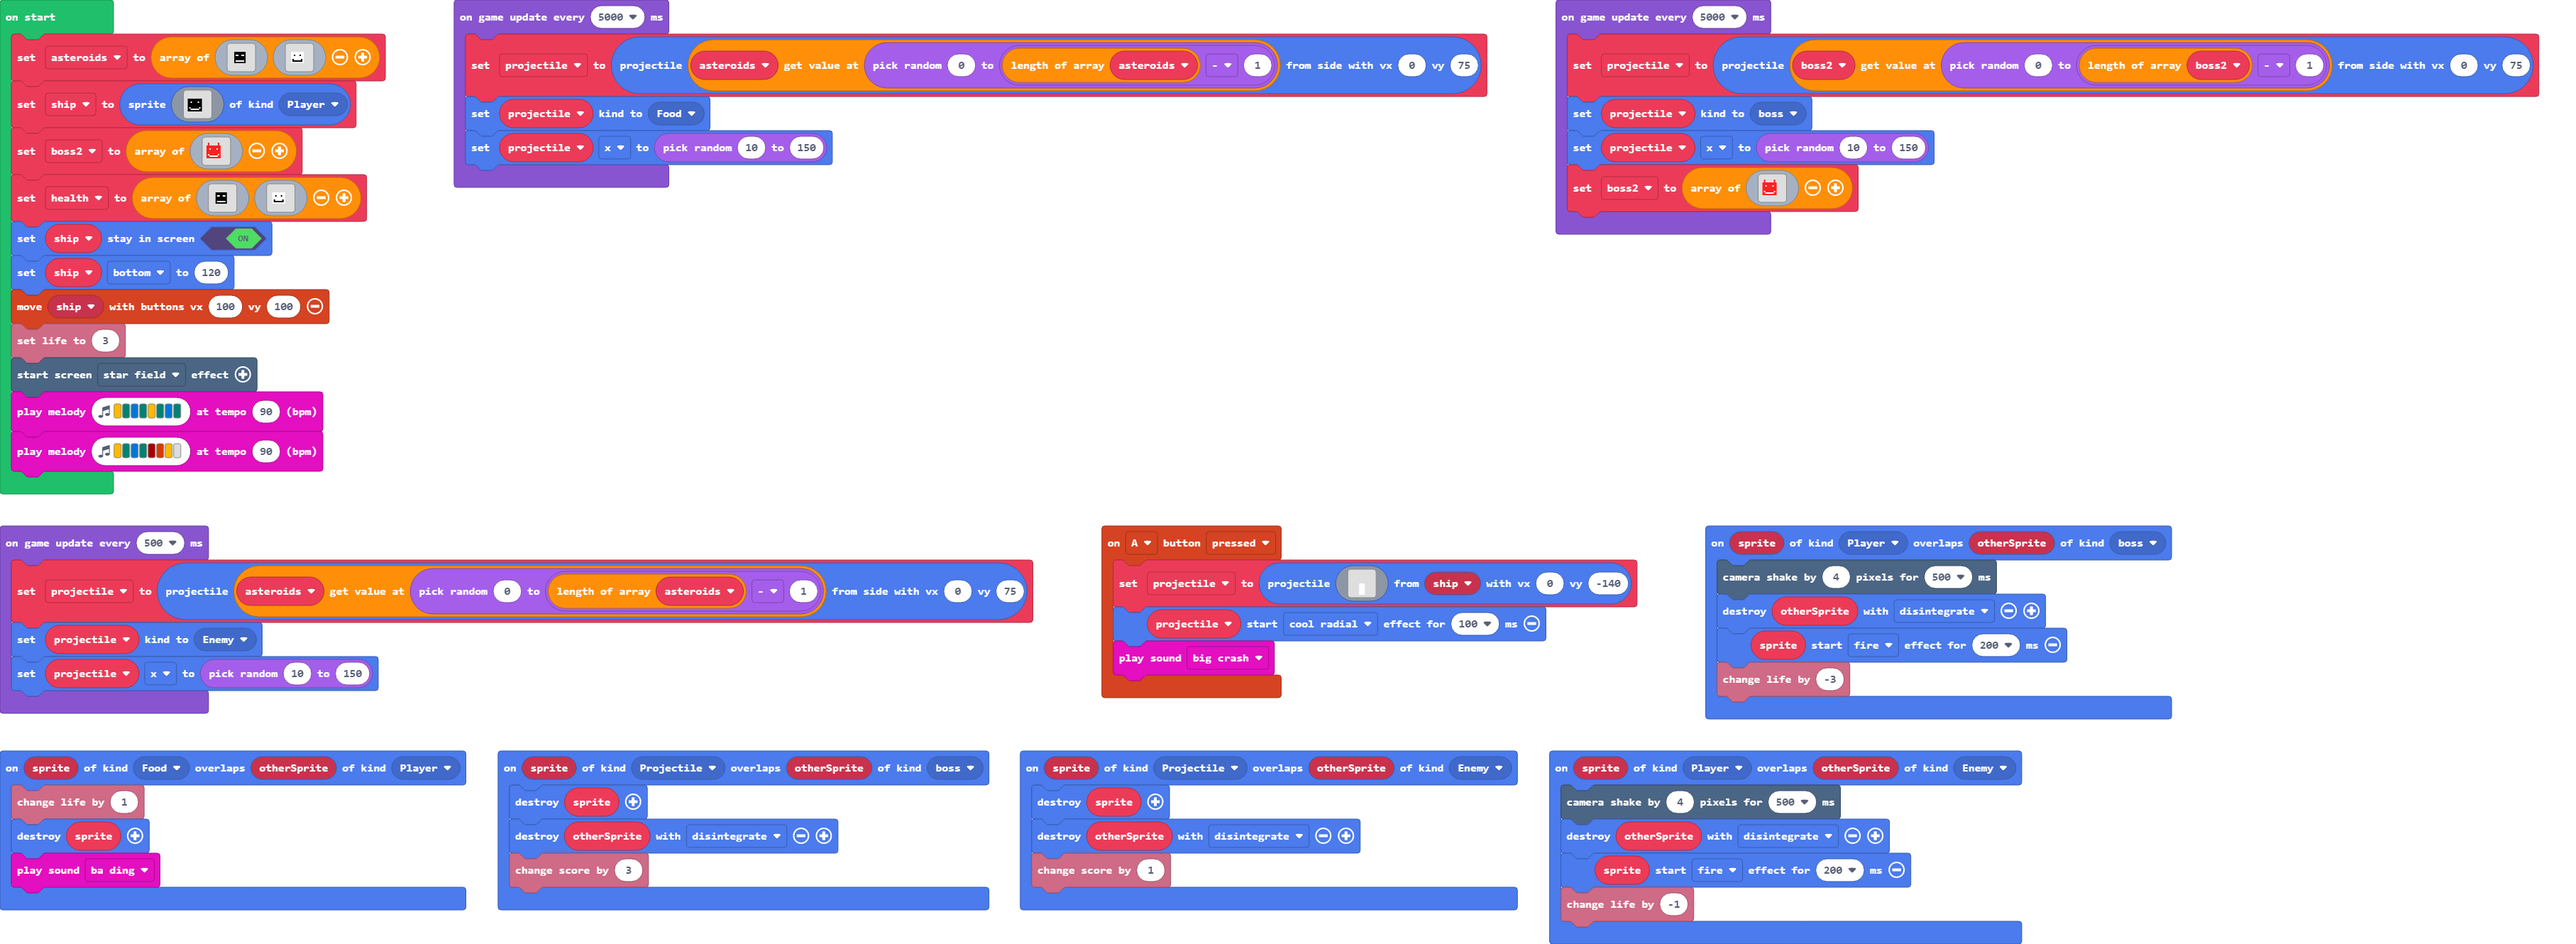 on start
set asteroids to array of
set ship to sprite of kind Player
set boss2 to array of
set health to array of
set ship stay in screen ON
set ship bottom to 120
move ship with buttons vx 100 vy 100
set life to 3
start screen star field effect
play melody at tempo 90 (bpm)
play melody at tempo 90 (bpm)
on game update every 5000 ms
set projectile to projectile asteroids get value at pick random 0 to length of array asteroids - 1 from side with vx 0 vy 75
set projectile kind to Food
set projectile x to pick random 10 to 150
on game update every 5000 ms
set projectile to projectile boss2 get value at pick random 0 to length of array boss2 - 1 from side with vx 0 vy 75
set projectile kind to boss
set projectile x to pick random 10 to 150
set boss2 to array of
on game update every 500 ms
set projectile to projectile asteroids get value at pick random 0 to length of array asteroids - 1 from side with vx 0 vy 75
set projectile kind to Enemy
set projectile x to pick random 10 to 150
on A button pressed
set projectile to projectile from ship with vx 0 vy -140
projectile start cool radial effect for 100 ms
play sound big crash
on sprite of kind Player overlaps otherSprite of kind boss
camera shake by 4 pixels for 500 ms
destroy otherSprite with disintegrate
sprite start fire effect for 200 ms
change life by -3
on sprite of kind Food overlaps otherSprite of kind Player
change life by 1
destroy sprite
play sound ba ding
on sprite of kind Projectile overlaps otherSprite of kind boss
destroy sprite
destroy otherSprite with disintegrate
change score by 3
on sprite of kind Projectile overlaps otherSprite of kind Enemy
destroy sprite
destroy otherSprite with disintegrate
change score by 1
on sprite of kind Player overlaps otherSprite of kind Enemy
camera shake by 4 pixels for 500 ms
destroy otherSprite with disintegrate
sprite start fire effect for 200 ms
change life by -1